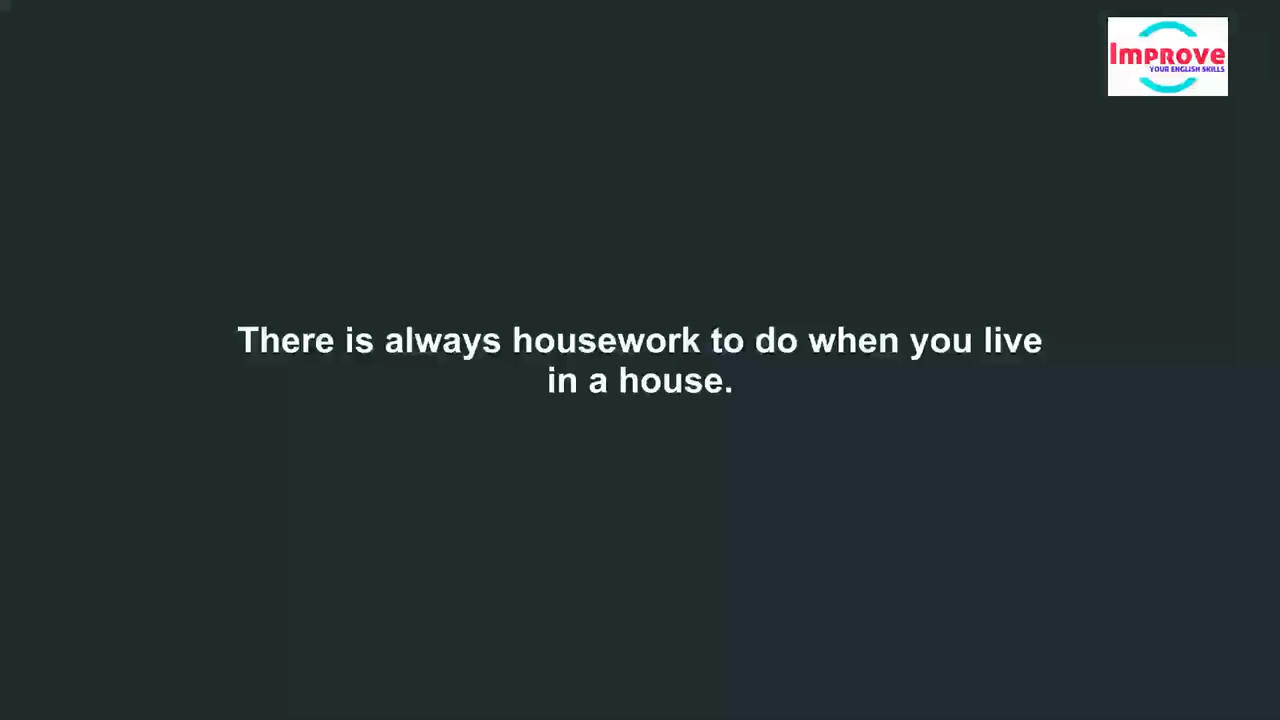 Improve
YOUR ENGLISH SKILLS
There is always housework to do when you live
in a house.